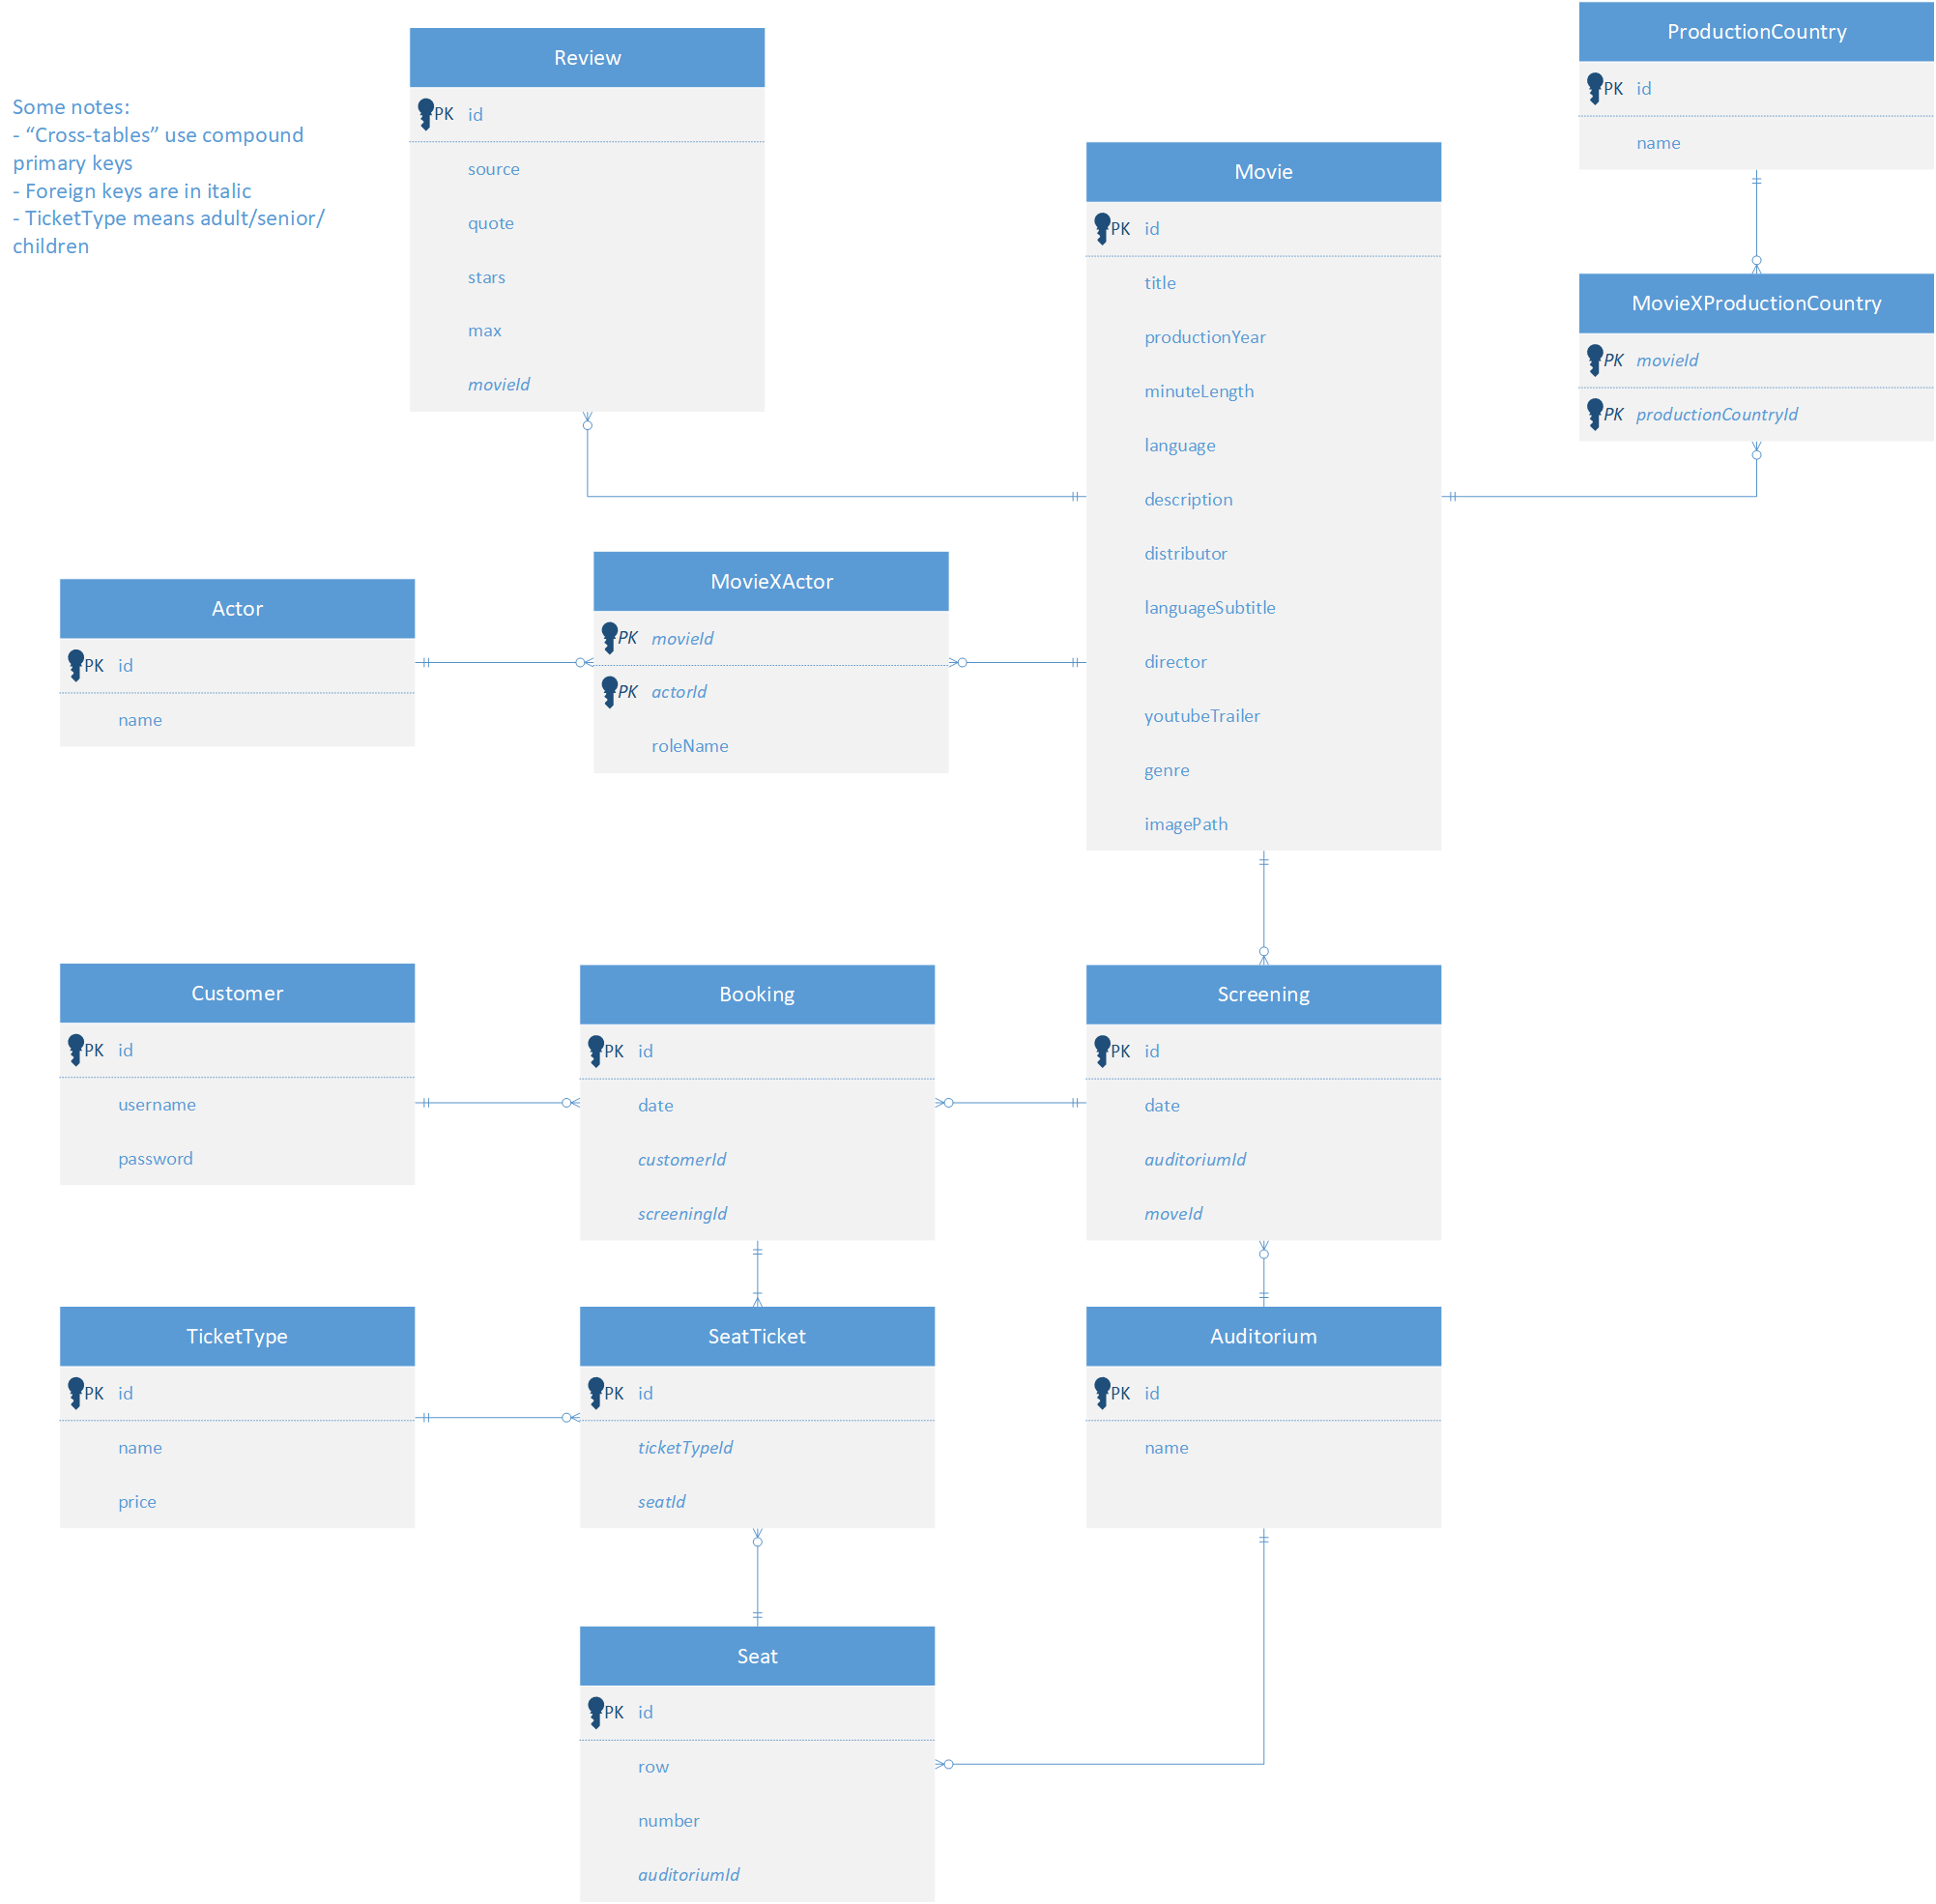 Some notes:
- “Cross-tables” use compound
primary keys
- Foreign keys are in italic
- TicketType means adult/senior/
children
Review
PK id
source
quote
stars
max
movieId
ProductionCountry
PK id
name
Movie
PK id
title
productionYear
minuteLength
language
description
distributor
languageSubtitle
director
youtubeTrailer
genre
imagePath
MovieXProductionCountry
PK movieId
PK productionCountryId
Actor
PK id
name
MovieXActor
PK movieId
PK actorId
roleName
Customer
PK id
username
password
Booking
PK id
date
customerId
screeningId
Screening
PK id
date
auditoriumId
moveId
TicketType
PK id
name
price
SeatTicket
PK id
ticketTypeId
seatId
Auditorium
PK id
name
Seat
PK id
row
number
auditoriumId